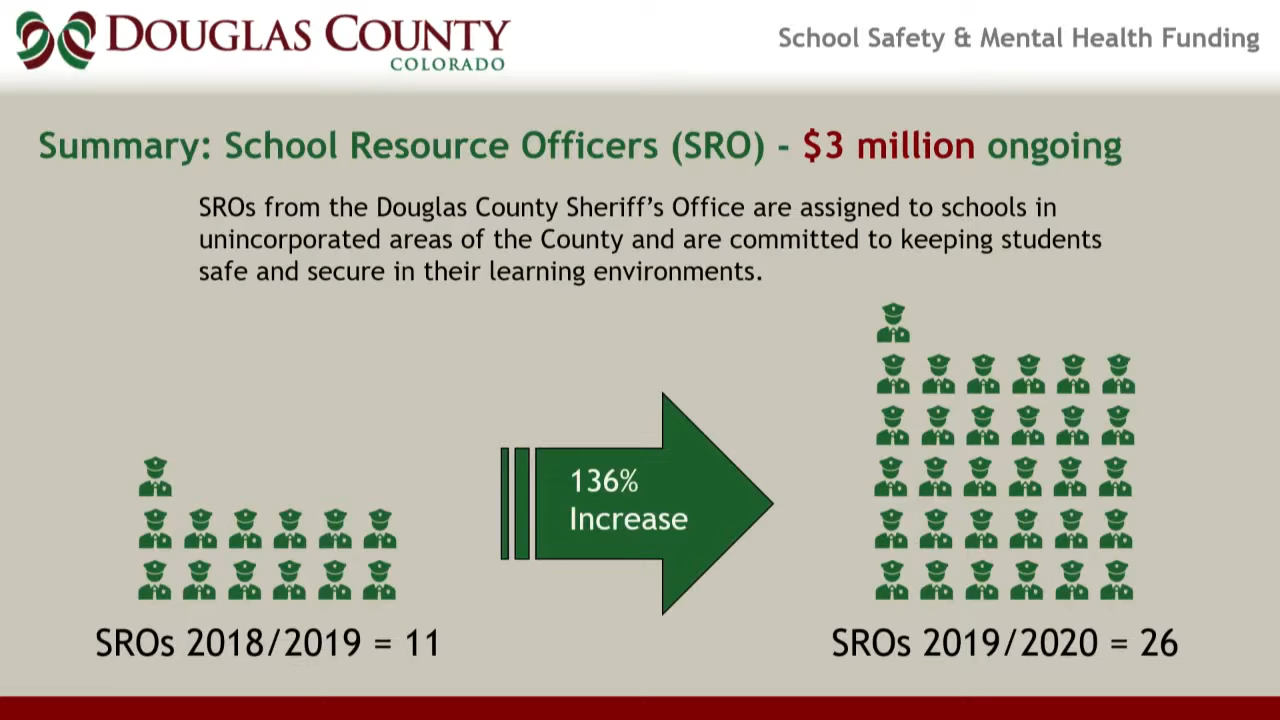 DOUGLAS COUNTY
COLORADO
School Safety & Mental Health Funding
Summary: School Resource Officers (SRO) - $3 million ongoing
SROs from the Douglas County Sheriff's Office are assigned to schools in
unincorporated areas of the County and are committed to keeping students
safe and secure in their learning environments.
136%
Increase
SROs 2018/2019 = 11
SROs 2019/2020 = 26